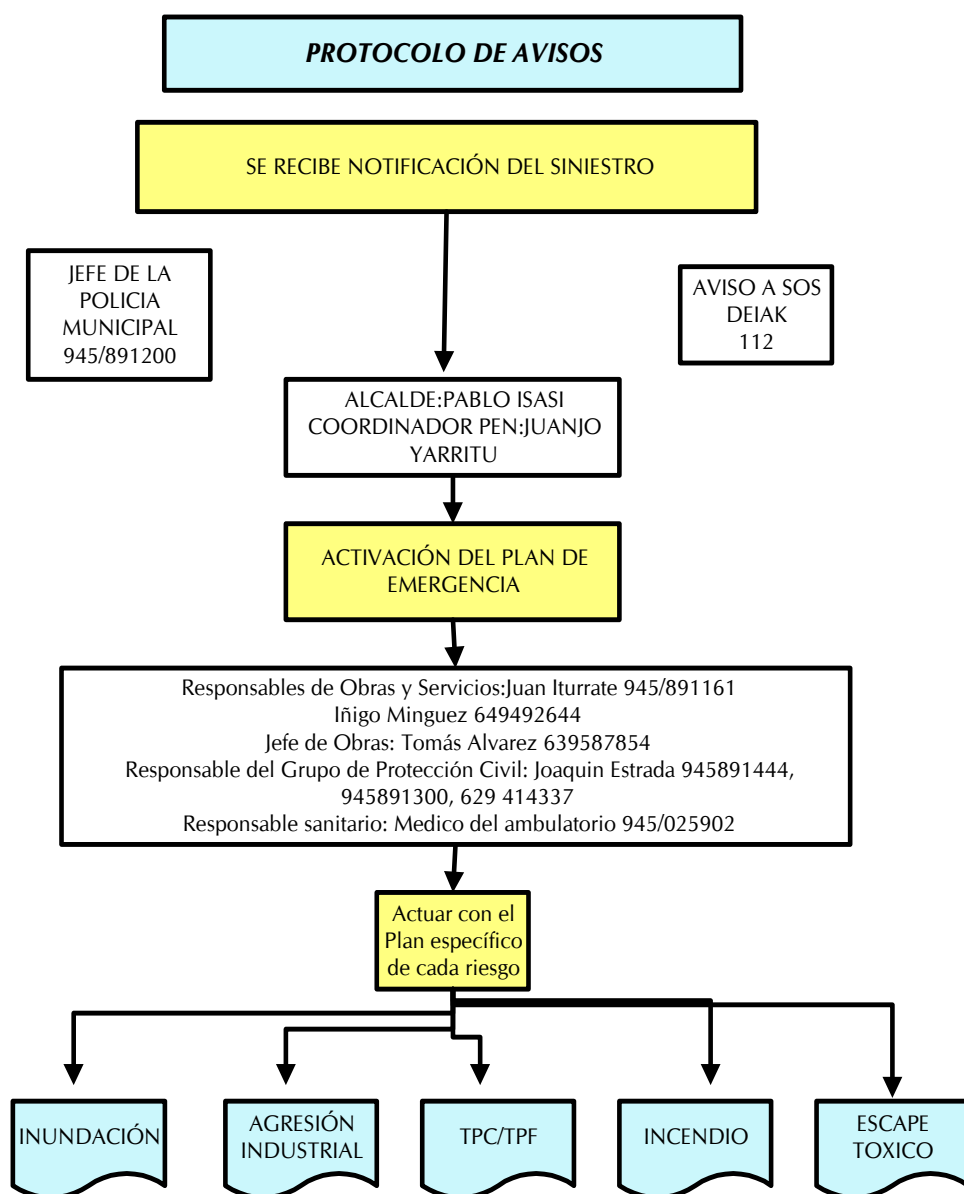 PROTOCOLO DE AVISOS
SE RECIBE NOTIFICACIÓN DEL SINIESTRO
JEFE DE LA
POLICIA
MUNICIPAL
945/891200
AVISO A SOS
DEIAK
112
ALCALDE:PABLO ISASI
COORDINADOR PEN:JUANJO
YARRITU
ACTIVACIÓN DEL PLAN DE
EMERGENCIA
Responsables de Obras y Servicios:Juan Iturrate 945/891161
Iñigo Minguez 649492644
Jefe de Obras: Tomás Alvarez 639587854
Responsable del Grupo de Protección Civil: Joaquin Estrada 945891444,
945891300, 629 414337
Responsable sanitario: Medico del ambulatorio 945/025902
Actuar con el
Plan específico
de cada riesgo
INUNDACIÓN
AGRESIÓN
INDUSTRIAL
TPC/TPF
INCENDIO
ESCAPE
TOXICO